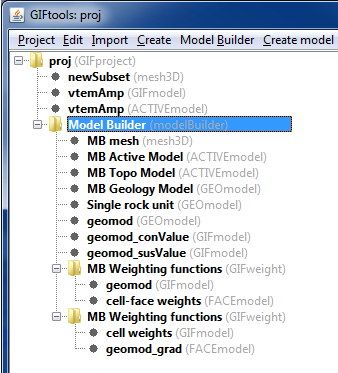 GIFtools: proj
Project Edit Import Create Model Builder Create model
proj (GIFproject)
newSubset (mesh3D)
vtemAmp (GIFmodel)
vtemAmp (ACTIVEmodel)
Model Builder (modelBuilder)
MB mesh (mesh3D)
MB Active Model (ACTIVEmodel)
MB Topo Model (ACTIVEmodel)
MB Geology Model (GEOmodel)
Single rock unit (GEOmodel)
geomod (GEOmodel)
geomod_conValue (GIFmodel)
geomod_susValue (GIFmodel)
MB Weighting functions (GIFweight)
geomod (GIFmodel)
cell-face weights (FACEmodel)
MB Weighting functions (GIFweight)
cell weights (GIFmodel)
geomod_grad (FACEmodel)